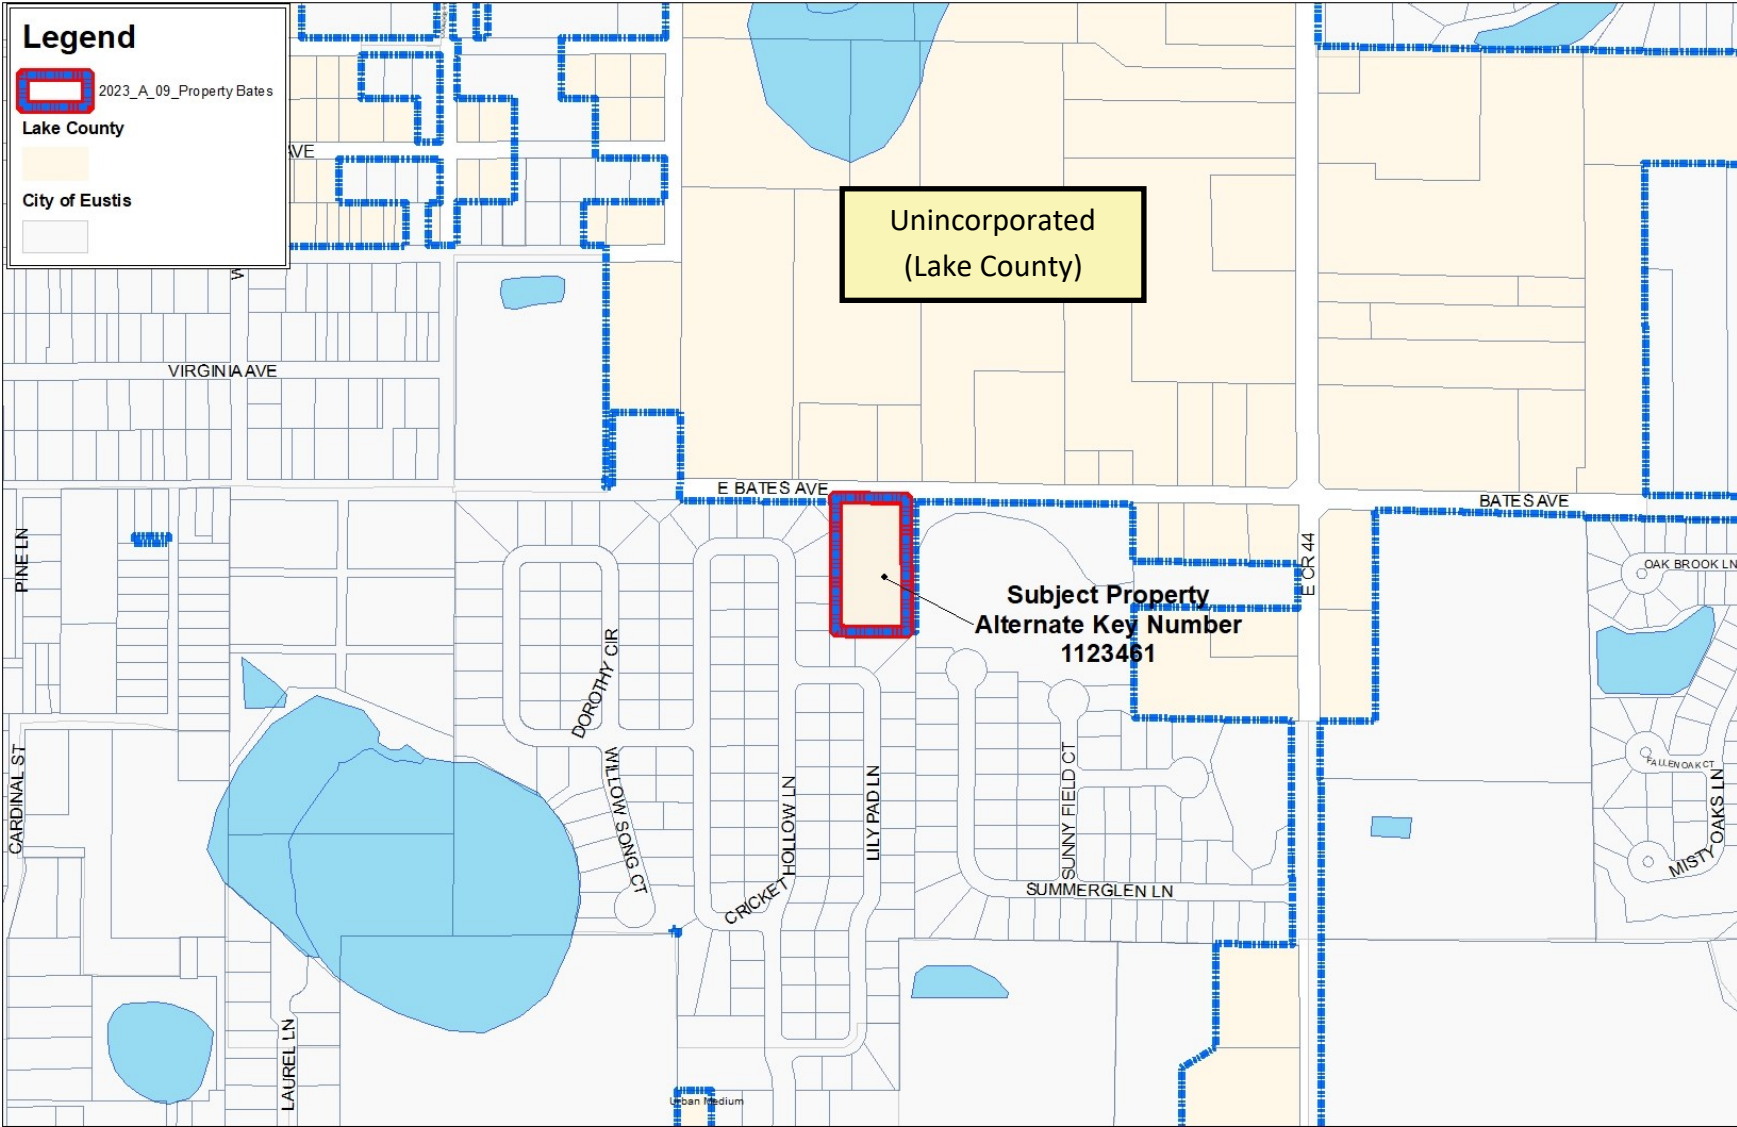 Legend
2023_A_09_Property Bates
Lake County
City of Eustis
AVE
W
Unincorporated
(Lake County)
VIRGINIA AVE
E BATES AVE
BATES AVE
PINE LN
E CR 44
OAK BROOK LN
Subject Property
Alternate Key Number
1123461
DOROTHY CIR
CARDINAL ST
WILLOW SONG CT
HOLLOW LN
CRICKET
LILY PAD LN
SUNNY FIELD CT
FALLEN OAK CT
MISTY OAKS LN
SUMMERGLEN LN
LAUREL LN
Urban Medium